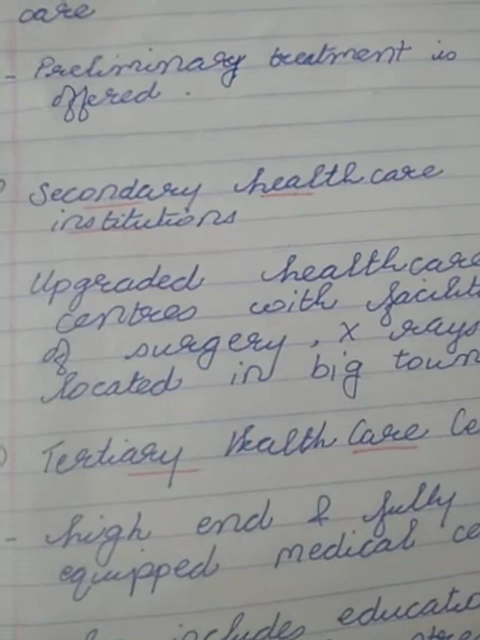 care
- Preliminary treatment is
offered.
Secondary healthcare
institutions
Upgraded healthcare
centres with
of surgery, x rays
located in big
Tertiary Health Care
- high end & fully
equipped medical
includes